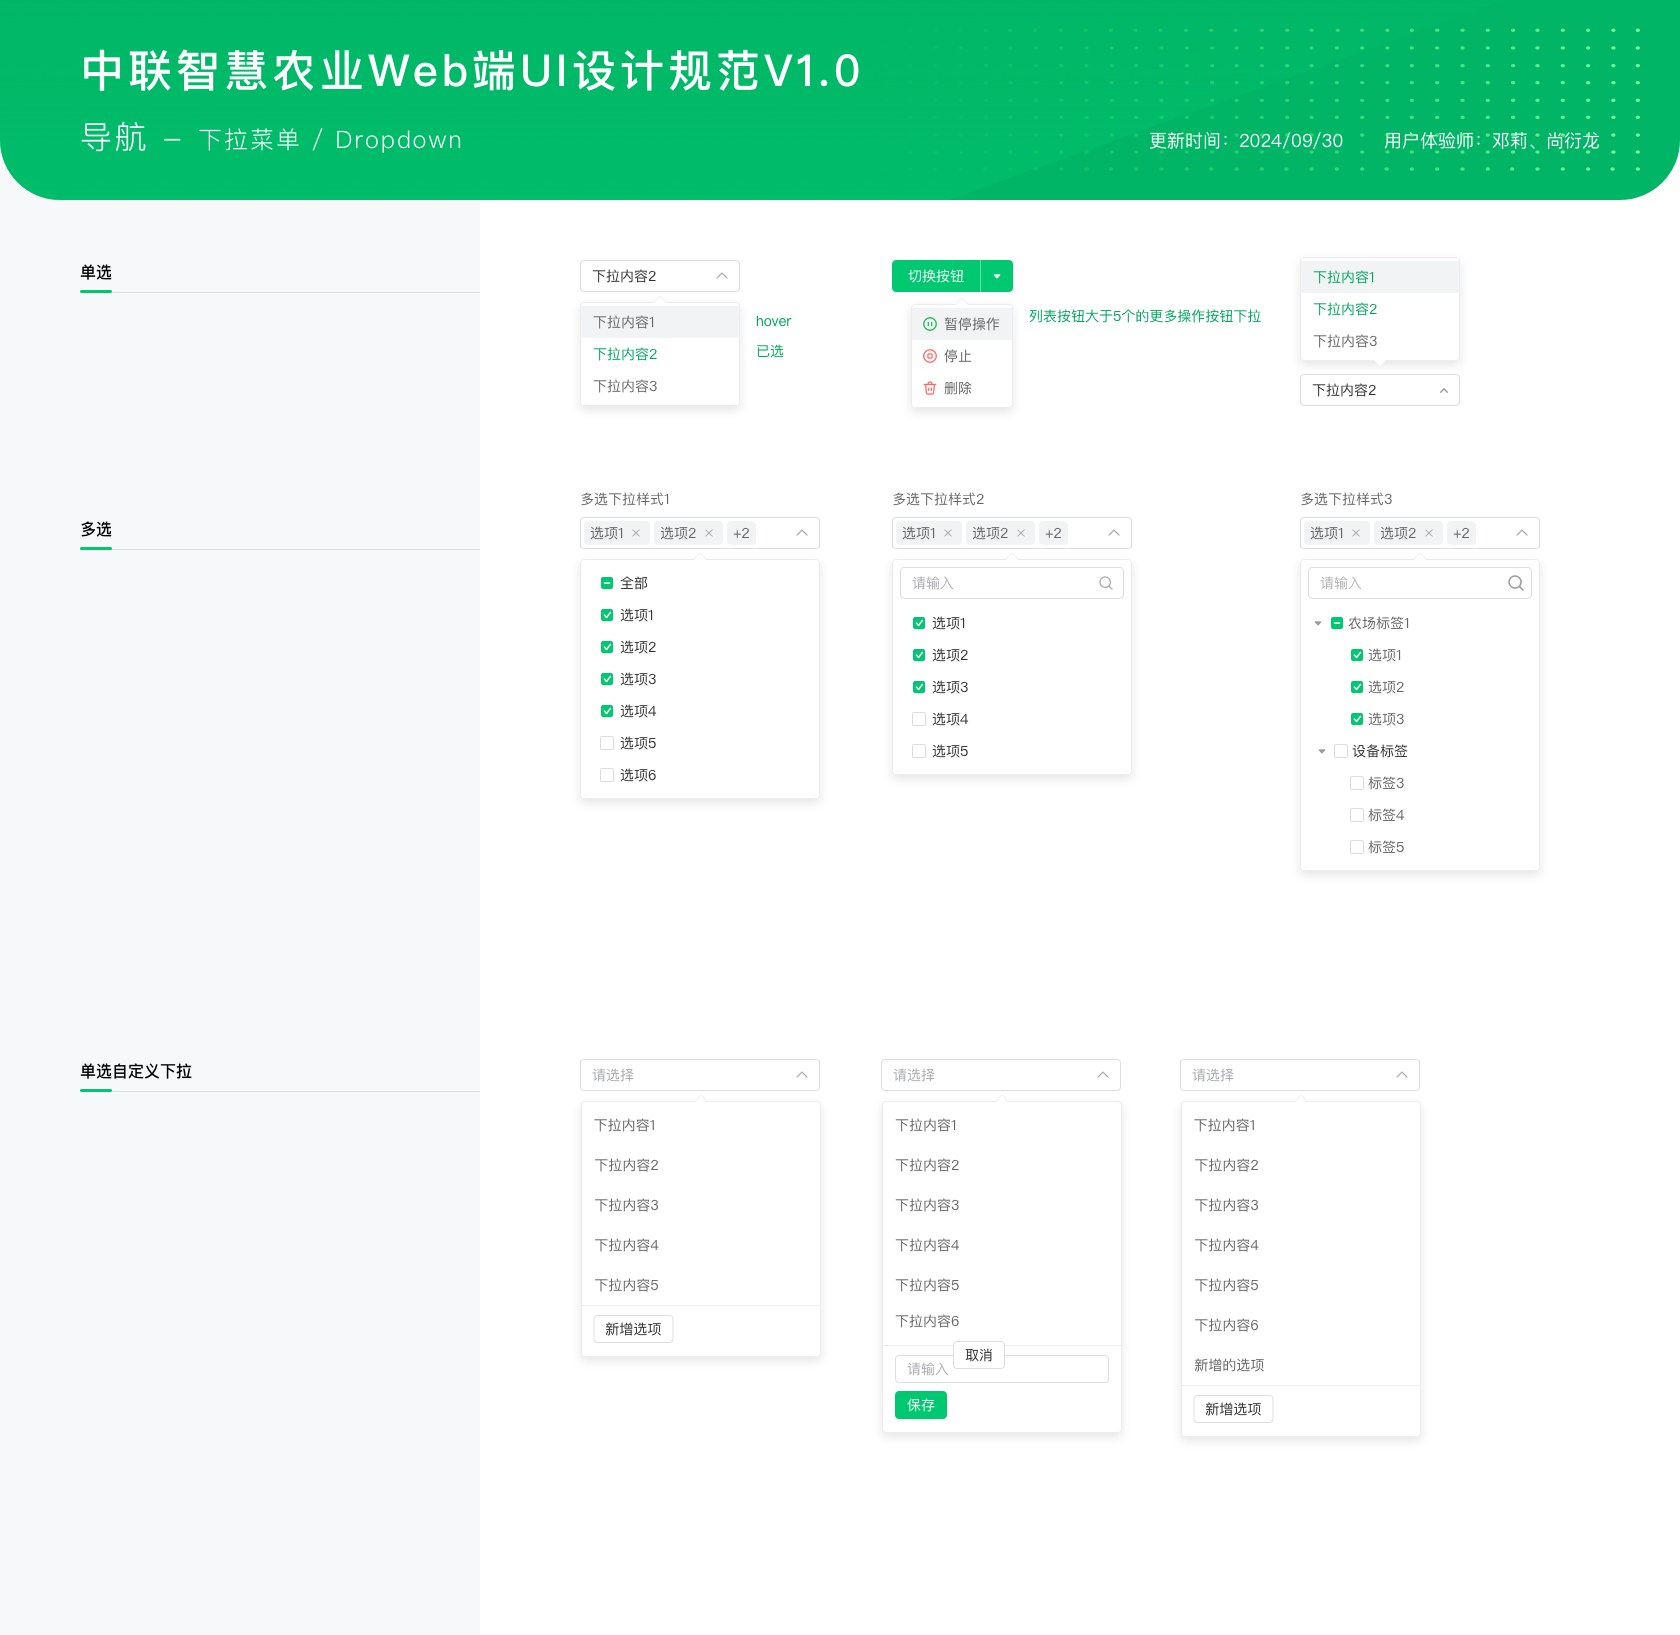 中联智慧农业Web端UI设计规范V1.0
导航 – 下拉菜单 / Dropdown
更新时间：2024/09/30 用户体验师：邓莉、尚衍龙
单选
下拉内容2
下拉内容1
下拉内容2
下拉内容3
hover
已选
切换按钮
暂停操作
停止
删除
列表按钮大于5个的更多操作按钮下拉
下拉内容1
下拉内容2
下拉内容3
下拉内容2
多选
多选下拉样式1
选项1 × 选项2 × +2
全部
选项1
选项2
选项3
选项4
选项5
选项6
多选下拉样式2
选项1 × 选项2 × +2
请输入
选项1
选项2
选项3
选项4
选项5
多选下拉样式3
选项1 × 选项2 × +2
请输入
农场标签1
选项1
选项2
选项3
设备标签
标签3
标签4
标签5
单选自定义下拉
请选择
下拉内容1
下拉内容2
下拉内容3
下拉内容4
下拉内容5
新增选项
请选择
下拉内容1
下拉内容2
下拉内容3
下拉内容4
下拉内容5
下拉内容6
取消
请输入
保存
请选择
下拉内容1
下拉内容2
下拉内容3
下拉内容4
下拉内容5
下拉内容6
新增的选项
新增选项